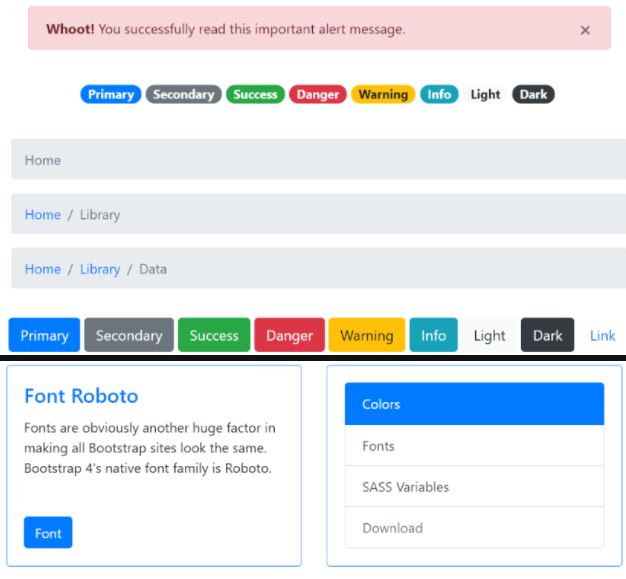 Whoot! You successfully read this important alert message. ×
Primary Secondary Success Danger Warning Info Light Dark
Home
Home / Library
Home / Library / Data
Primary Secondary Success Danger Warning Info Light Dark Link
Font Roboto
Fonts are obviously another huge factor in
making all Bootstrap sites look the same.
Bootstrap 4's native font family is Roboto.
Font
Colors
Fonts
SASS Variables
Download